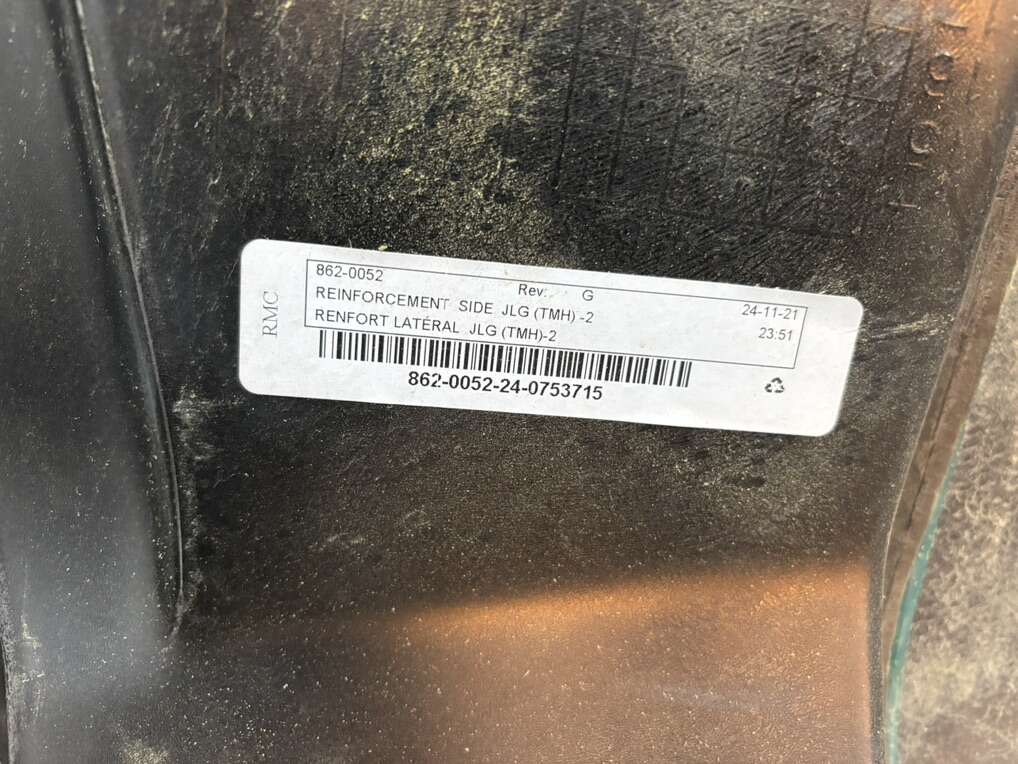 RMC
862-0052
Rev: G
24-11-21
REINFORCEMENT SIDE JLG (TMH) -2
23:51
RENFORT LATÉRAL JLG (TMH)-2
862-0052-24-0753715